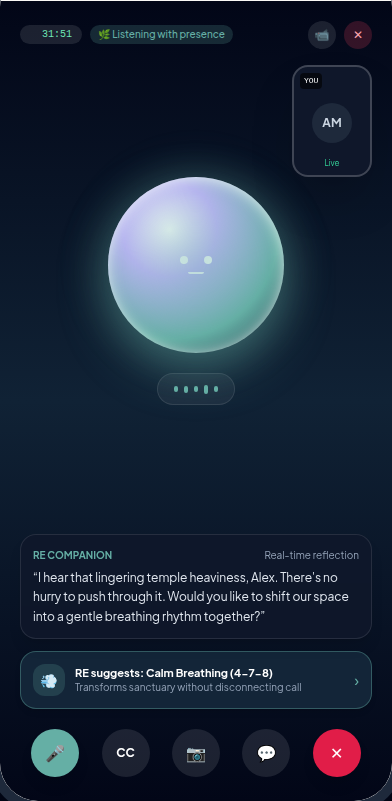 31:51
🌿 Listening with presence
✕
YOU
AM
Live
RE COMPANION
Real-time reflection
“I hear that lingering temple heaviness, Alex. There’s no
hurry to push through it. Would you like to shift our space
into a gentle breathing rhythm together?”
RE suggests: Calm Breathing (4-7-8)
Transforms sanctuary without disconnecting call
›
CC
✕